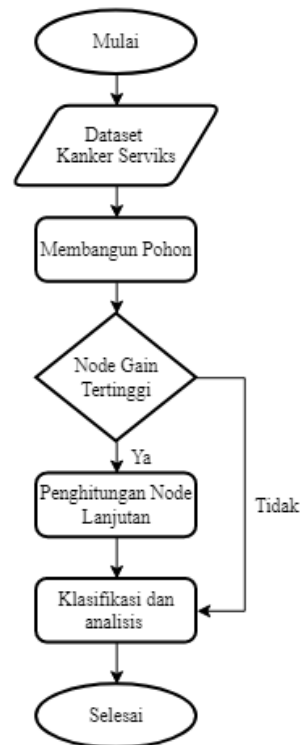 Mulai
Dataset
Kanker Serviks
Membangun Pohon
Node Gain
Tertinggi
Ya
Penghitungan Node
Lanjutan
Tidak
Klasifikasi dan
analisis
Selesai